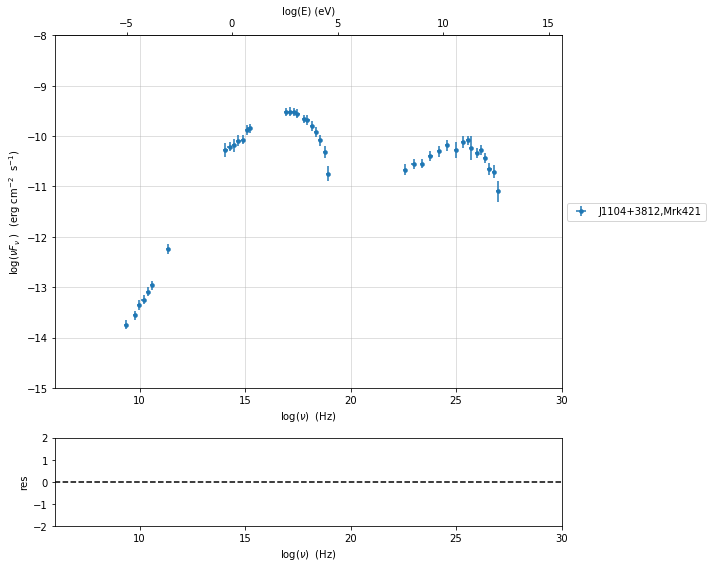 log(E) (eV)
−5 0 5 10 15
−8
−9
−10
−11
−12
−13
−14
−15
log(νFν ) (erg cm⁻² s⁻¹)
J1104+3812,Mrk421
10 15 20 25 30
log(ν) (Hz)
2
1
0
−1
−2
res
10 15 20 25 30
log(ν) (Hz)